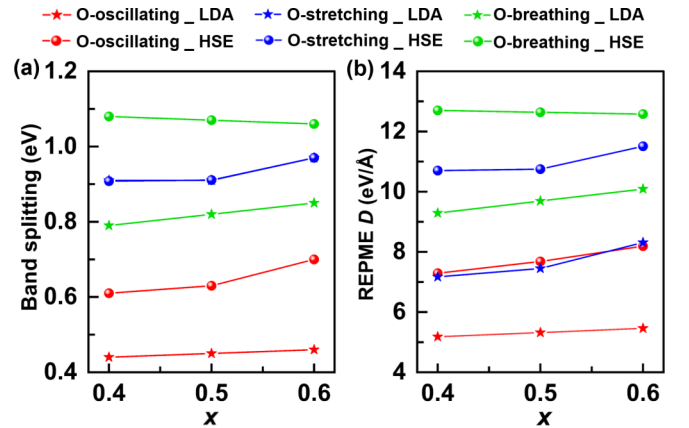 O-oscillating _ LDA O-stretching _ LDA O-breathing _ LDA
O-oscillating _ HSE O-stretching _ HSE O-breathing _ HSE
(a)
Band splitting (eV)
1.2
1.0
0.8
0.6
0.4
0.4 0.5 0.6
x
(b)
REPME D (eV/Å)
14
12
10
8
6
4
0.4 0.5 0.6
x